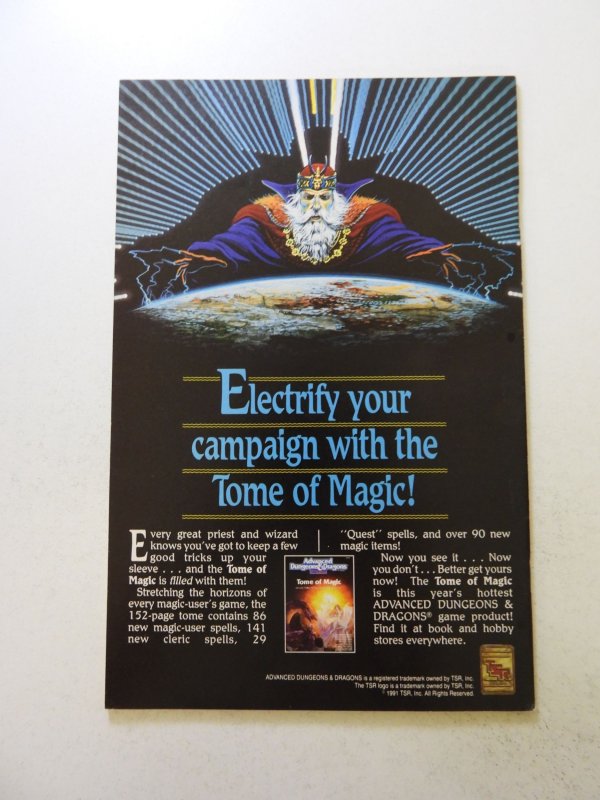 Electrify your
campaign with the
Tome of Magic!
Every great priest and wizard
knows you've got to keep a few
good tricks up your
sleeve . . . and the Tome of
Magic is filled with them!
Stretching the horizons of
every magic-user's game, the
152-page tome contains 86
new magic-user spells, 141
new cleric spells, 29
"Quest" spells, and over 90 new
magic items!
Now you see it . . . Now
you don't . . . Better get yours
now! The Tome of Magic
is this year's hottest
ADVANCED DUNGEONS &
DRAGONS® game product!
Find it at book and hobby
stores everywhere.
Advanced
Dungeons & Dragons
Tome of Magic
ADVANCED DUNGEONS & DRAGONS is a registered trademark owned by TSR, Inc.
The TSR logo is a trademark owned by TSR, Inc.
1991 TSR, Inc. All Rights Reserved.
TSR